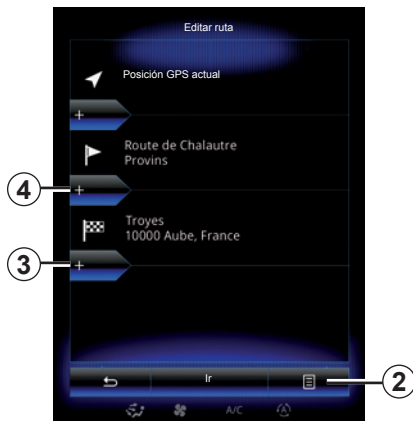 Editar ruta
Posición GPS actual
+
Route de Chalautre
Provins
+
4
Troyes
10000 Aube, France
+
3
Ir
2
A/C
A